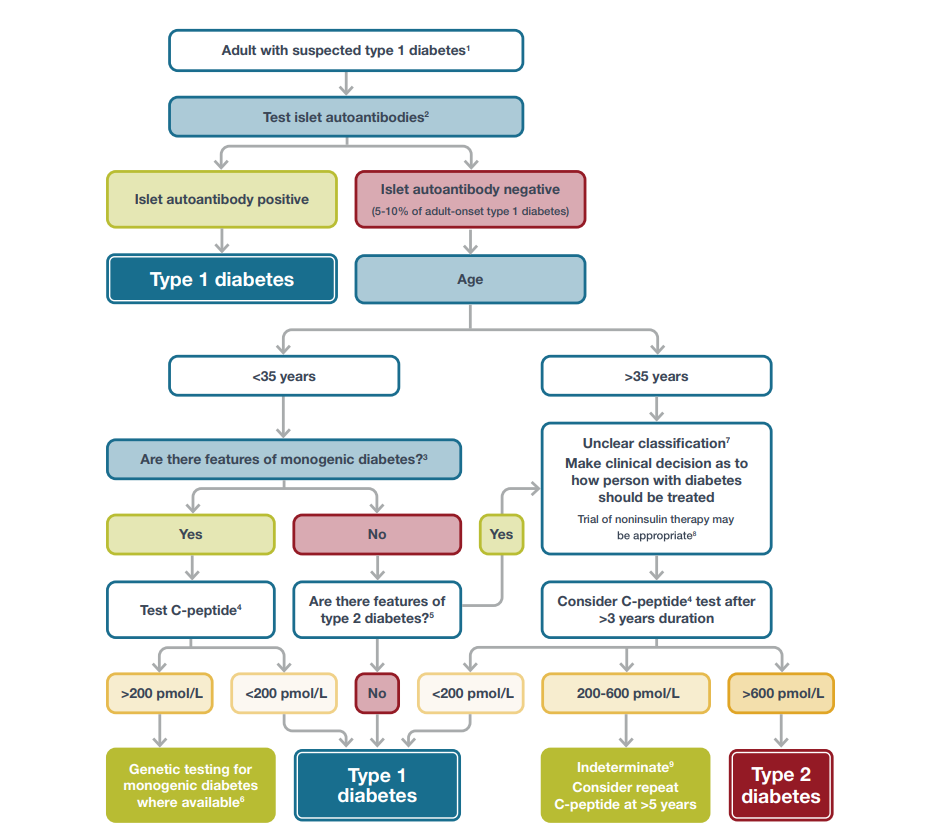 Adult with suspected type 1 diabetes¹
Test islet autoantibodies²
Islet autoantibody positive
Islet autoantibody negative
(5-10% of adult-onset type 1 diabetes)
Type 1 diabetes
Age
<35 years
>35 years
Are there features of monogenic diabetes?³
Unclear classification⁷
Make clinical decision as to
how person with diabetes
should be treated
Trial of noninsulin therapy may
be appropriate⁸
Yes
No
Yes
Test C-peptide⁴
Are there features of
type 2 diabetes?⁵
Consider C-peptide⁴ test after
>3 years duration
>200 pmol/L
<200 pmol/L
No
<200 pmol/L
200-600 pmol/L
>600 pmol/L
Genetic testing for
monogenic diabetes
where available⁶
Type 1
diabetes
Indeterminate⁹
Consider repeat
C-peptide at >5 years
Type 2
diabetes